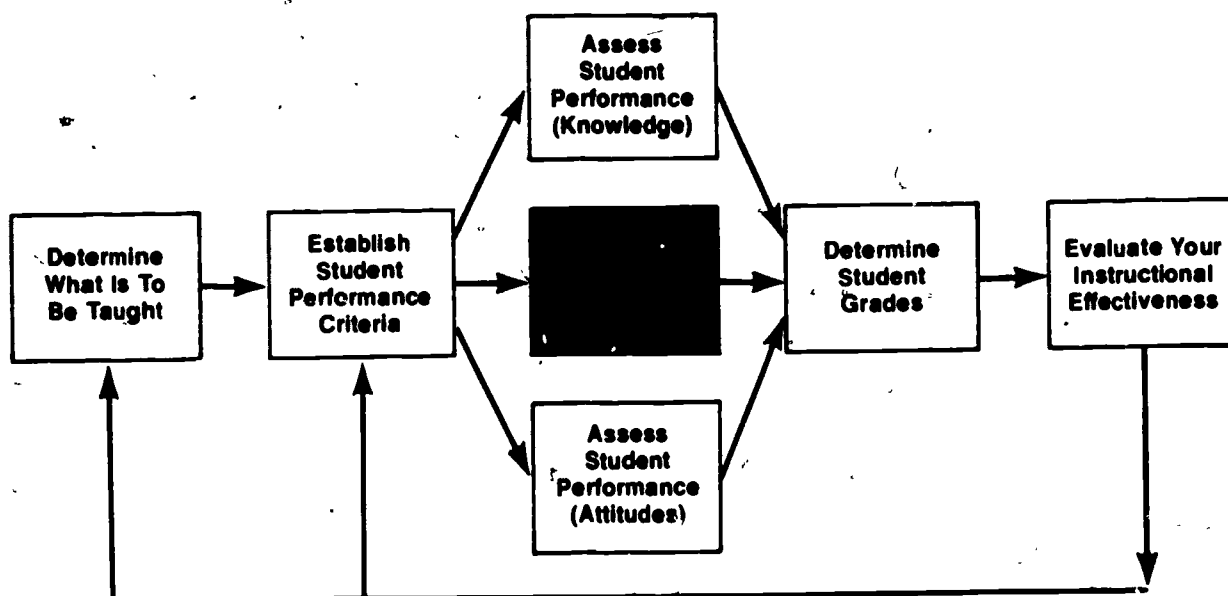 Assess
Student
Performance
(Knowledge)
Determine
What Is To
Be Taught
Establish
Student
Performance
Criteria
Determine
Student
Grades
Evaluate Your
Instructional
Effectiveness
Assess
Student
Performance
(Attitudes)